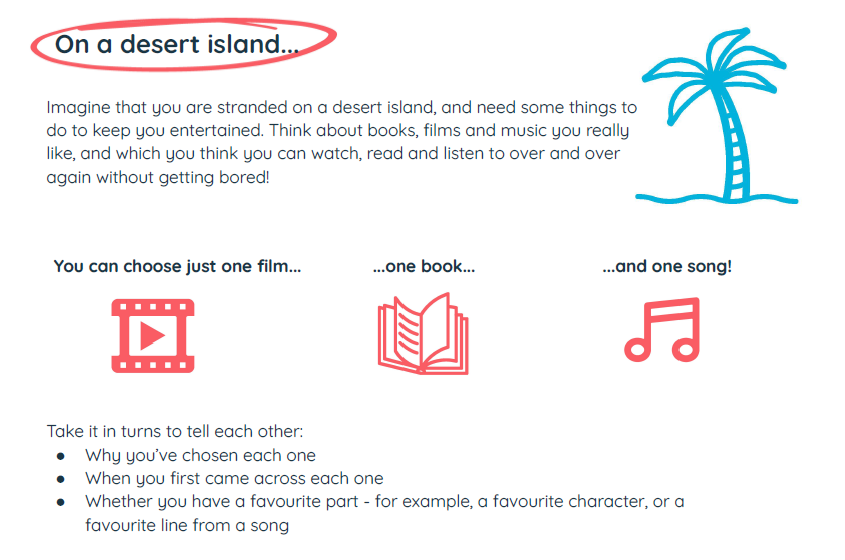 On a desert island...
Imagine that you are stranded on a desert island, and need some things to
do to keep you entertained. Think about books, films and music you really
like, and which you think you can watch, read and listen to over and over
again without getting bored!
You can choose just one film...
...one book...
...and one song!
Take it in turns to tell each other:
● Why you’ve chosen each one
● When you first came across each one
● Whether you have a favourite part - for example, a favourite character, or a
favourite line from a song